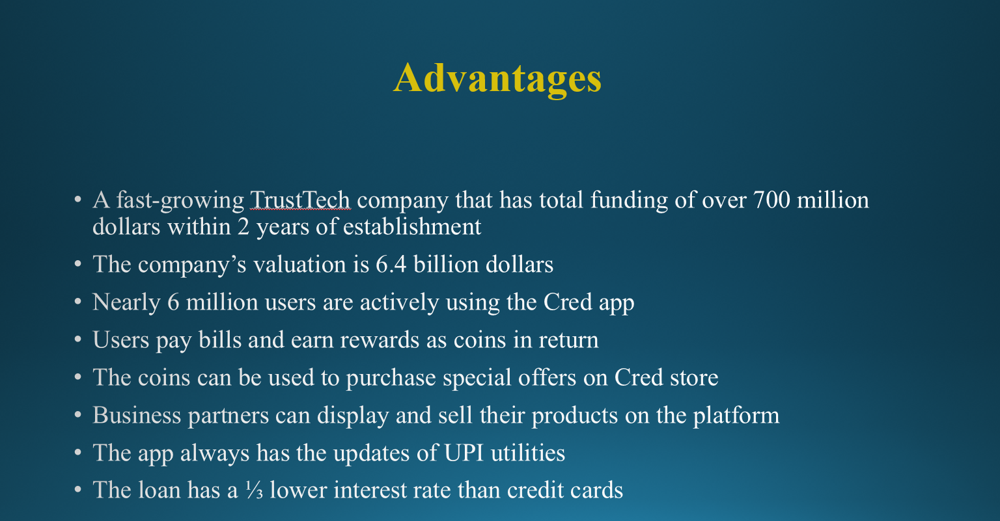 Advantages
• A fast-growing TrustTech company that has total funding of over 700 million
dollars within 2 years of establishment
• The company’s valuation is 6.4 billion dollars
• Nearly 6 million users are actively using the Cred app
• Users pay bills and earn rewards as coins in return
• The coins can be used to purchase special offers on Cred store
• Business partners can display and sell their products on the platform
• The app always has the updates of UPI utilities
• The loan has a ⅓ lower interest rate than credit cards